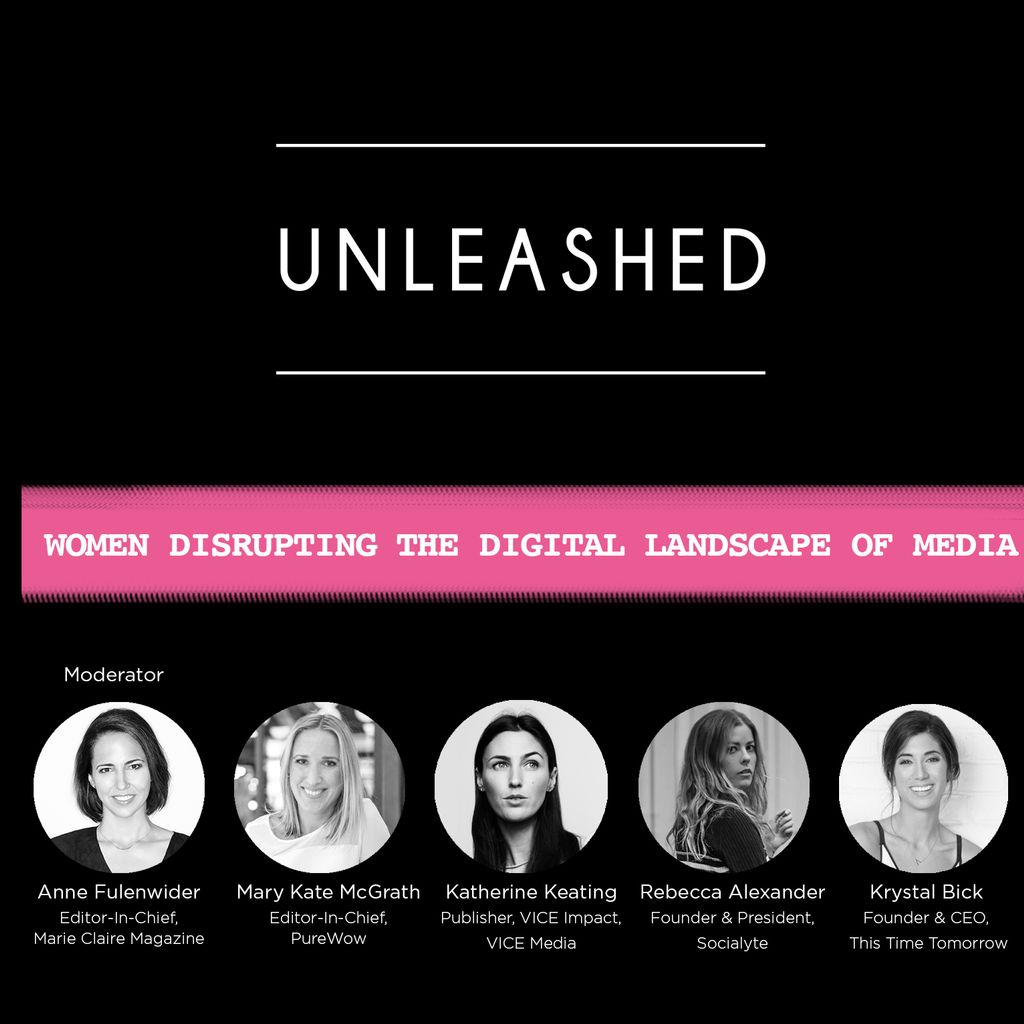 UNLEASHED
WOMEN DISRUPTING THE DIGITAL LANDSCAPE OF MEDIA
Moderator
Anne Fulenwider
Editor-In-Chief,
Marie Claire Magazine
Mary Kate McGrath
Editor-In-Chief,
PureWow
Katherine Keating
Publisher, VICE Impact,
VICE Media
Rebecca Alexander
Founder & President,
Socialyte
Krystal Bick
Founder & CEO,
This Time Tomorrow